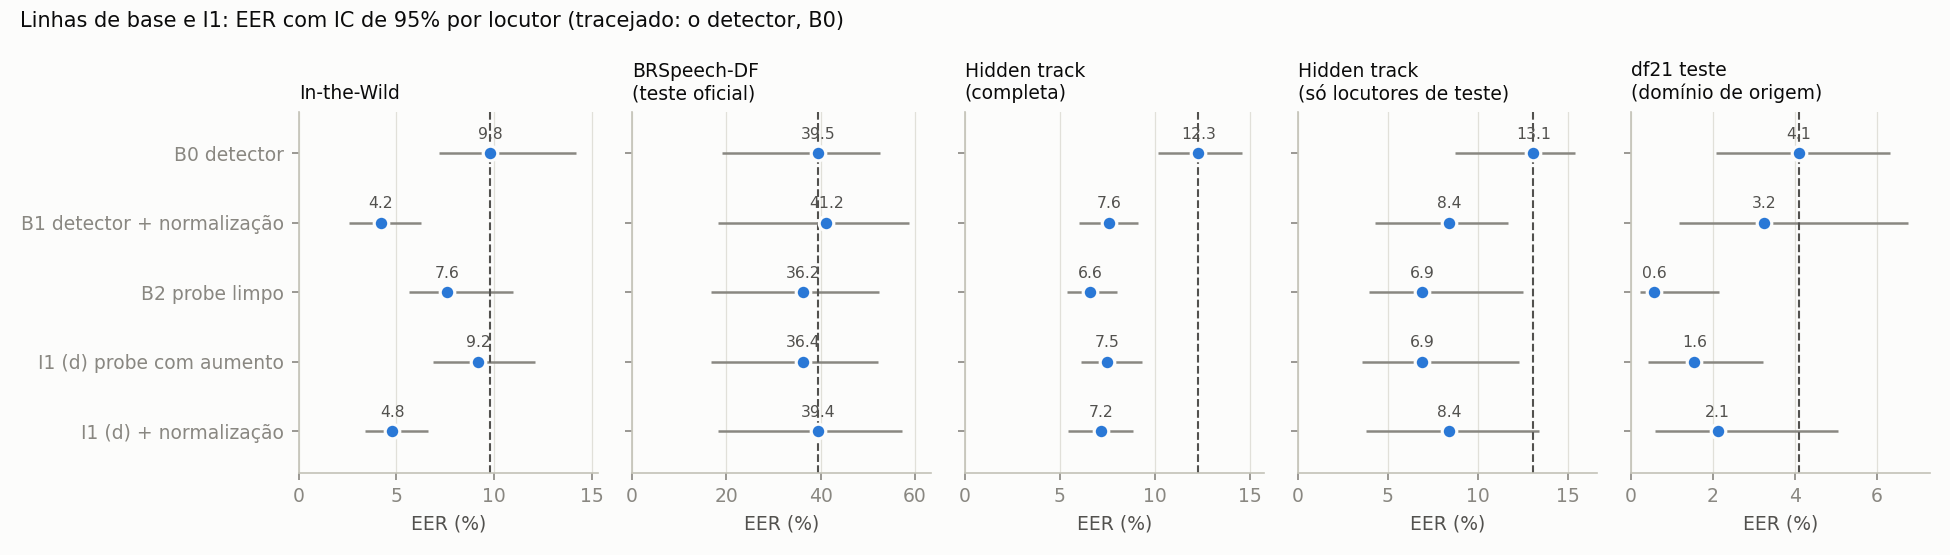 Linhas de base e I1: EER com IC de 95% por locutor (tracejado: o detector, B0)
In-the-Wild
BRSpeech-DF
(teste oficial)
Hidden track
(completa)
Hidden track
(só locutores de teste)
df21 teste
(domínio de origem)
B0 detector
9.8
39.5
12.3
13.1
4.1
B1 detector + normalização
4.2
41.2
7.6
8.4
3.2
B2 probe limpo
7.6
36.2
6.6
6.9
0.6
I1 (d) probe com aumento
9.2
36.4
7.5
6.9
1.6
I1 (d) + normalização
4.8
39.4
7.2
8.4
2.1
0 5 10 15
0 20 40 60
0 5 10 15
0 5 10 15
0 2 4 6
EER (%)
EER (%)
EER (%)
EER (%)
EER (%)